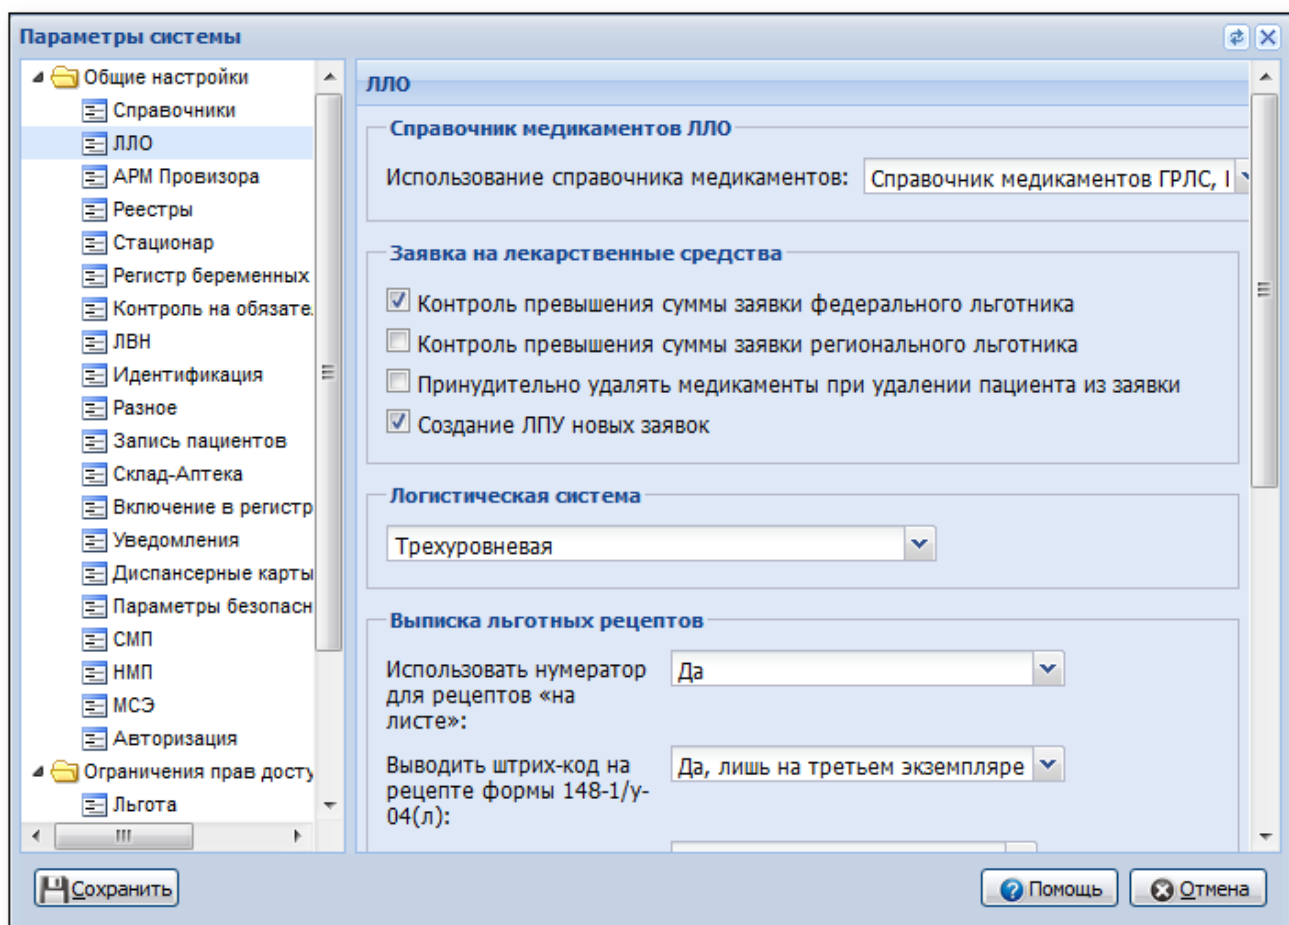 Параметры системы
Общие настройки
Справочники
ЛЛО
АРМ Провизора
Реестры
Стационар
Регистр беременных
Контроль на обязате.
ЛВН
Идентификация
Разное
Запись пациентов
Склад-Аптека
Включение в регистр
Уведомления
Диспансерные карты
Параметры безопасн
СМП
НМП
МСЭ
Авторизация
Ограничения прав досту
Льгота
ЛЛО
Справочник медикаментов ЛЛО
Использование справочника медикаментов: Справочник медикаментов ГРЛС, 
Заявка на лекарственные средства
Контроль превышения суммы заявки федерального льготника
Контроль превышения суммы заявки регионального льготника
Принудительно удалять медикаменты при удалении пациента из заявки
Создание ЛПУ новых заявок
Логистическая система
Трехуровневая
Выписка льготных рецептов
Использовать нумератор Да
для рецептов «на
листе»:
Выводить штрих-код на Да, лишь на третьем экземпляре
рецепте формы 148-1/у-
04(л):
Сохранить Помощь Отмена